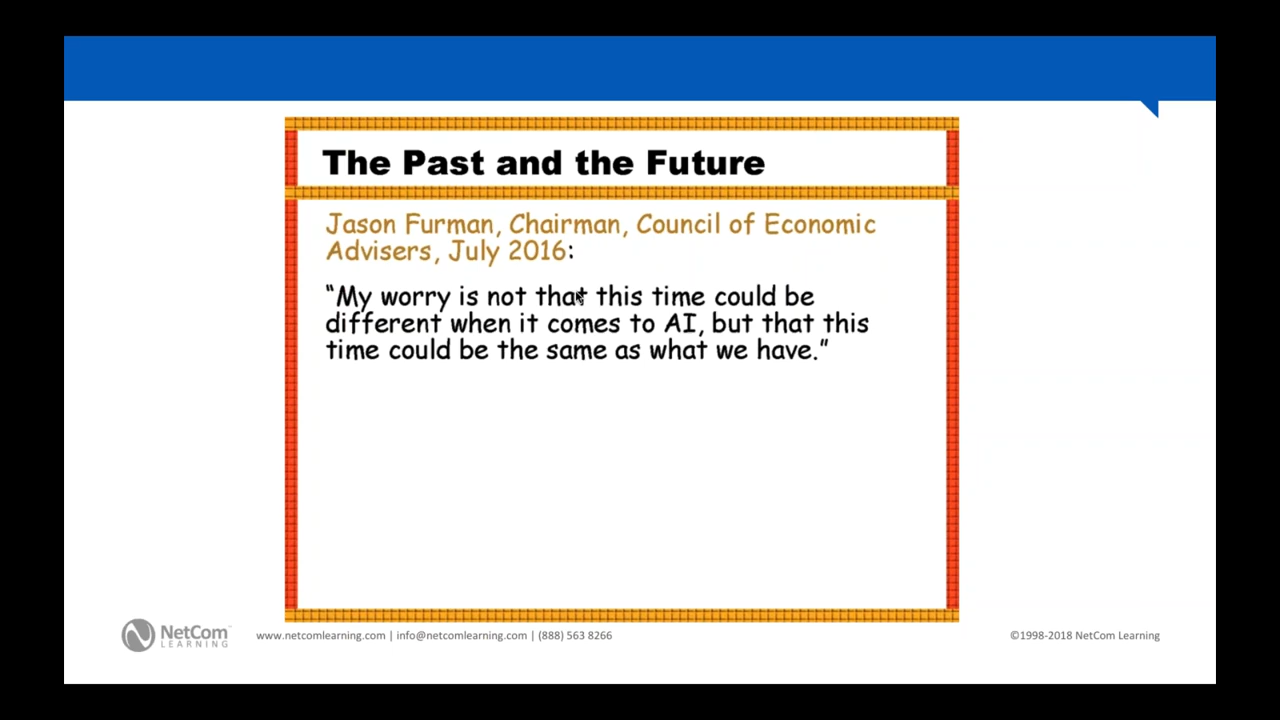 The Past and the Future
Jason Furman, Chairman, Council of Economic
Advisers, July 2016:
“My worry is not that this time could be
different when it comes to AI, but that this
time could be the same as what we have.”
NetCom™
LEARNING
www.netcomlearning.com | info@netcomlearning.com | (888) 563 8266
©1998-2018 NetCom Learning